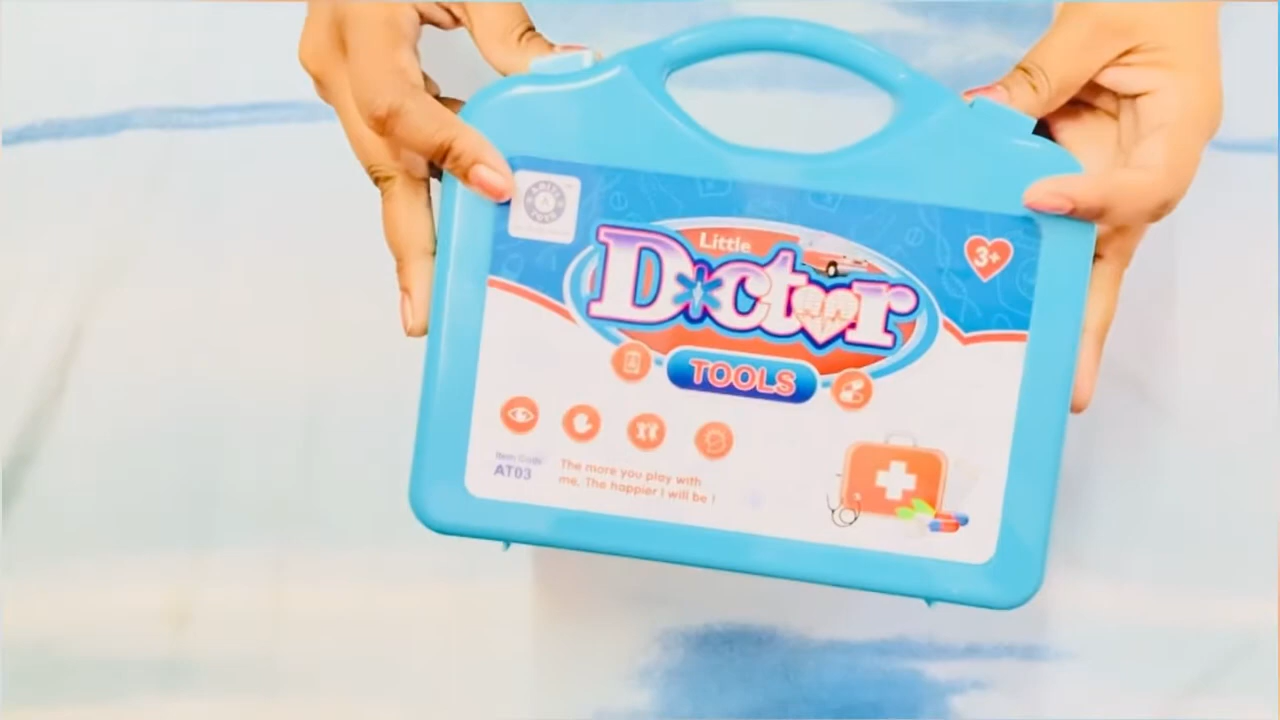 Little
3+
Doctor
TOOLS
Item Code
AT03
The more you play with
me, The happier I will be !